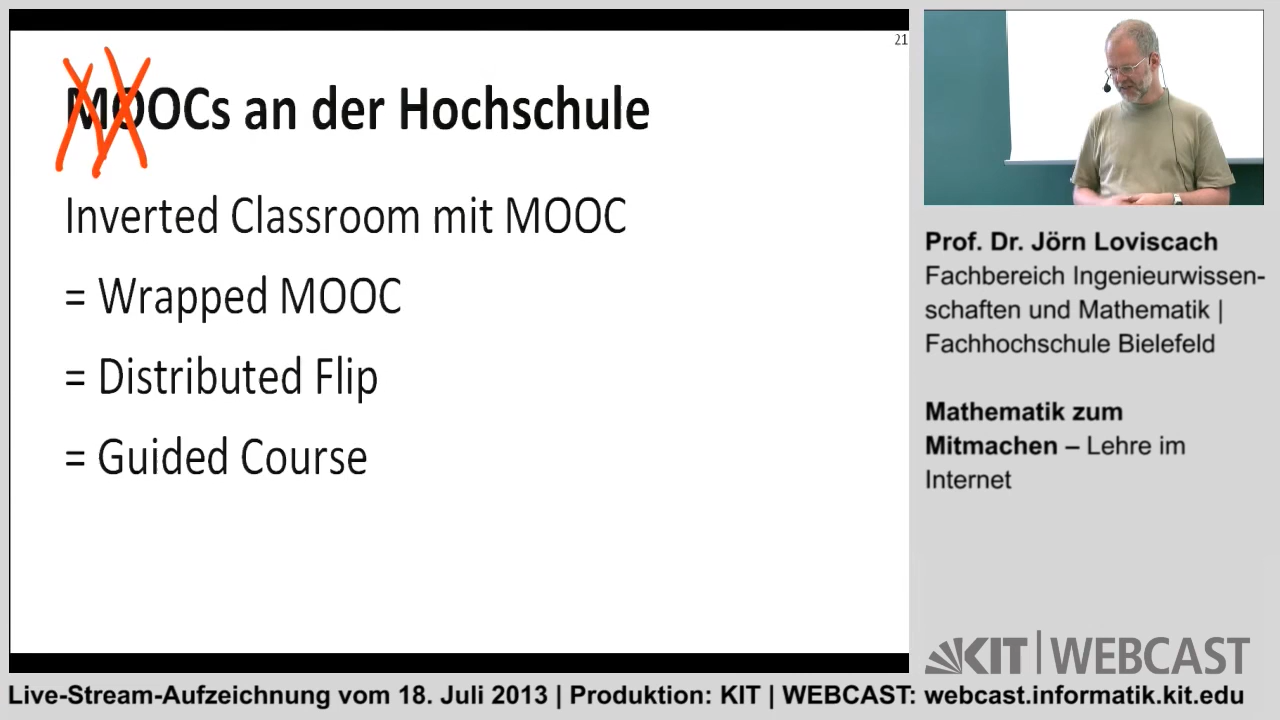 21
MOOCs an der Hochschule
Inverted Classroom mit MOOC
= Wrapped MOOC
= Distributed Flip
= Guided Course
Prof. Dr. Jörn Loviscach
Fachbereich Ingenieurwissen-
schaften und Mathematik |
Fachhochschule Bielefeld
Mathematik zum
Mitmachen – Lehre im
Internet
KIT | WEBCAST
Live-Stream-Aufzeichnung vom 18. Juli 2013 | Produktion: KIT | WEBCAST: webcast.informatik.kit.edu